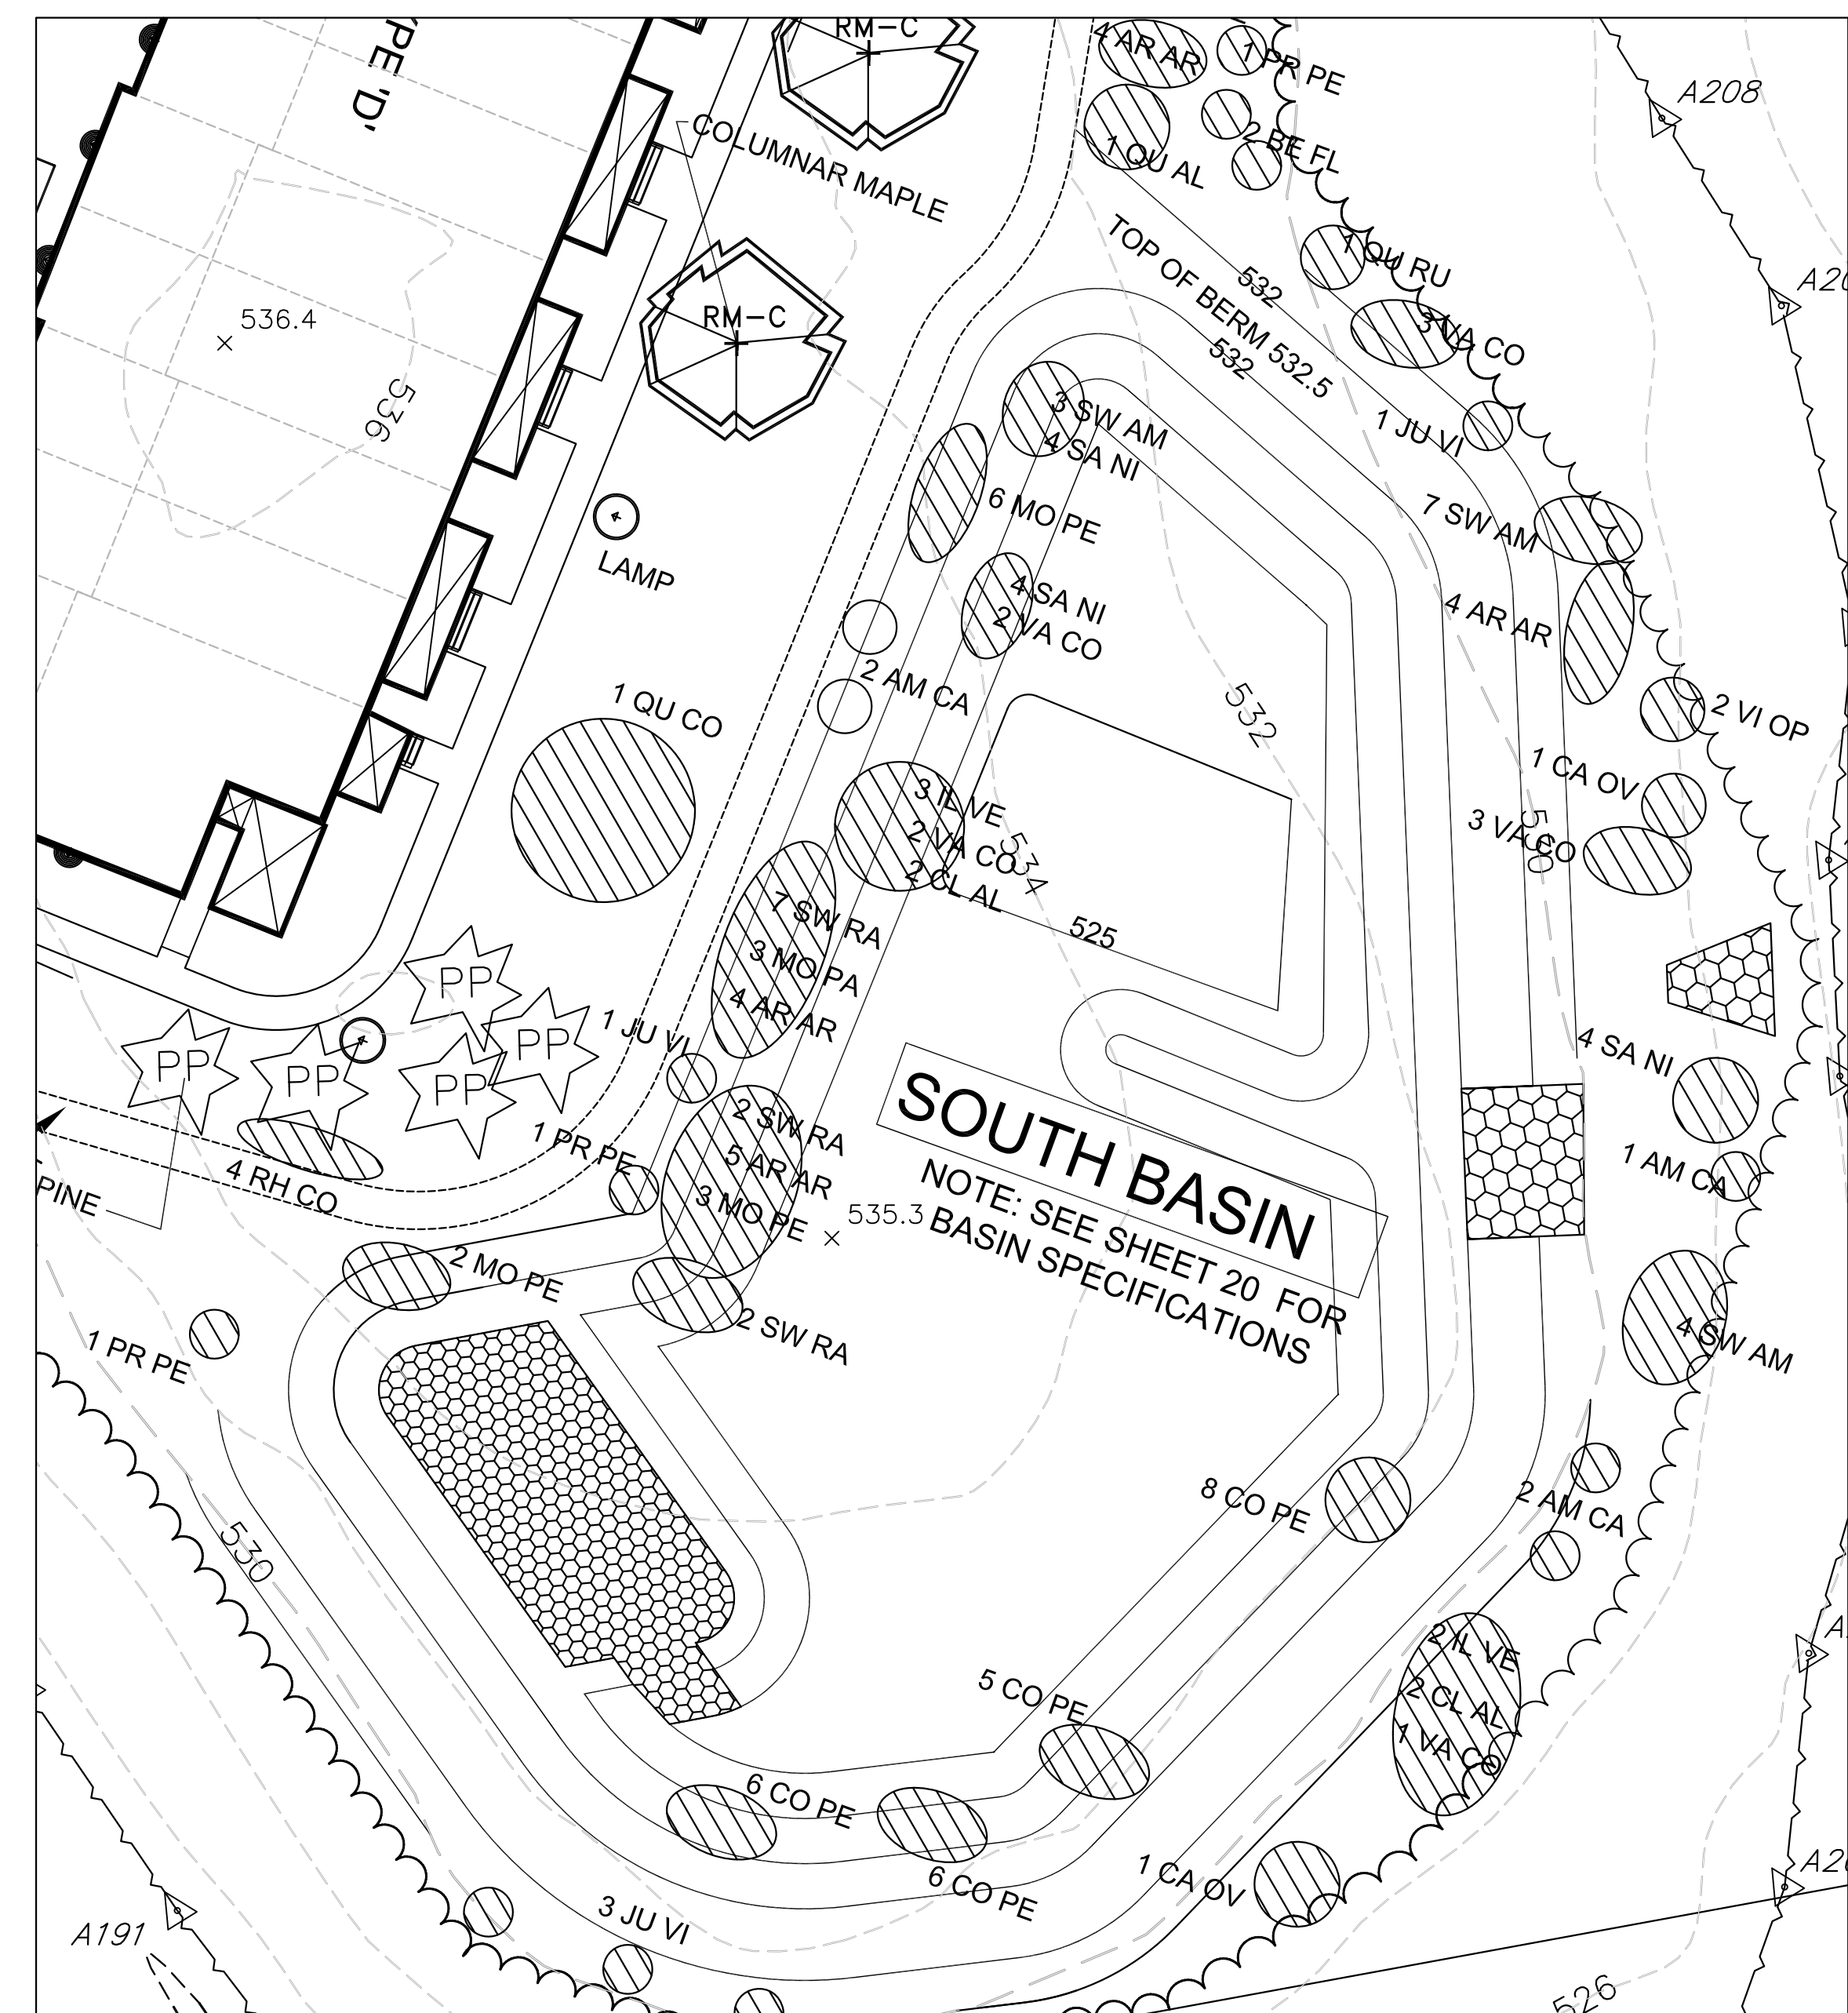 PE 'D'
RM-C
4 AR AR
1 PR PE
A208
COLUMNAR MAPLE
1 QU AL
2 BE FL
TOP OF BERM 532.5
532
532
1 QU RU
3 VA CO
536.4
536
RM-C
3 SW AM
4 SA NI
1 JU VI
6 MO PE
7 SW AM
LAMP
4 SA NI
2 VA CO
4 AR AR
2 AM CA
532
2 VI OP
1 QU CO
1 CA OV
3 IL VE
2 VA CO
2 CL AL
534
3 VA CO
530
525
7 SW RA
3 MO PA
4 AR AR
PP
PP
PP
PP
PP
1 JU VI
4 SA NI
SOUTH BASIN
NOTE: SEE SHEET 20 FOR
BASIN SPECIFICATIONS
2 SW RA
5 AR AR
3 MO PE
535.3
1 PR PE
4 RH CO
PINE
1 AM CA
2 MO PE
2 SW RA
1 PR PE
4 SW AM
8 CO PE
2 AM CA
530
2 IL VE
2 CL AL
1 VA CO
5 CO PE
6 CO PE
6 CO PE
1 CA OV
3 JU VI
A191
526